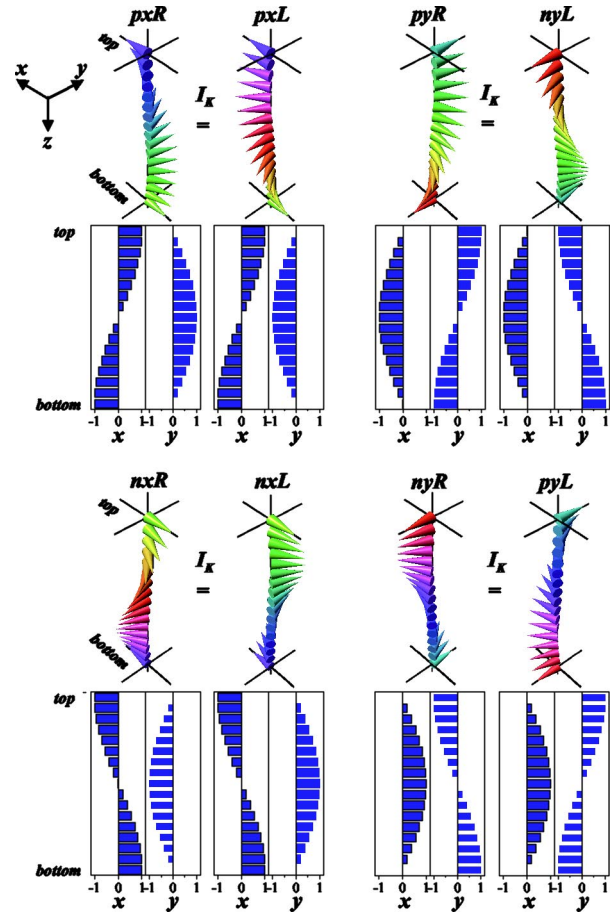 pxR pxL pyR nyL
top
x y
z
I_K = I_K =
bottom
top
bottom
-1 0 1 -1 0 1 -1 0 1 -1 0 1 -1 0 1 -1 0 1 -1 0 1 -1 0 1
x y x y x y x y
nxR nxL nyR pyL
top
I_K = I_K =
bottom
top
bottom
-1 0 1 -1 0 1 -1 0 1 -1 0 1 -1 0 1 -1 0 1 -1 0 1 -1 0 1
x y x y x y x y